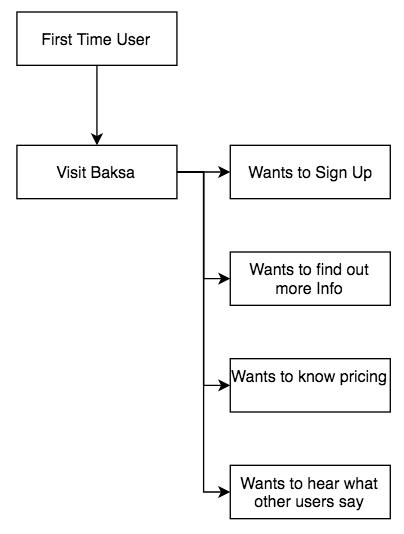 First Time User
Visit Baksa
Wants to Sign Up
Wants to find out
more Info
Wants to know pricing
Wants to hear what
other users say